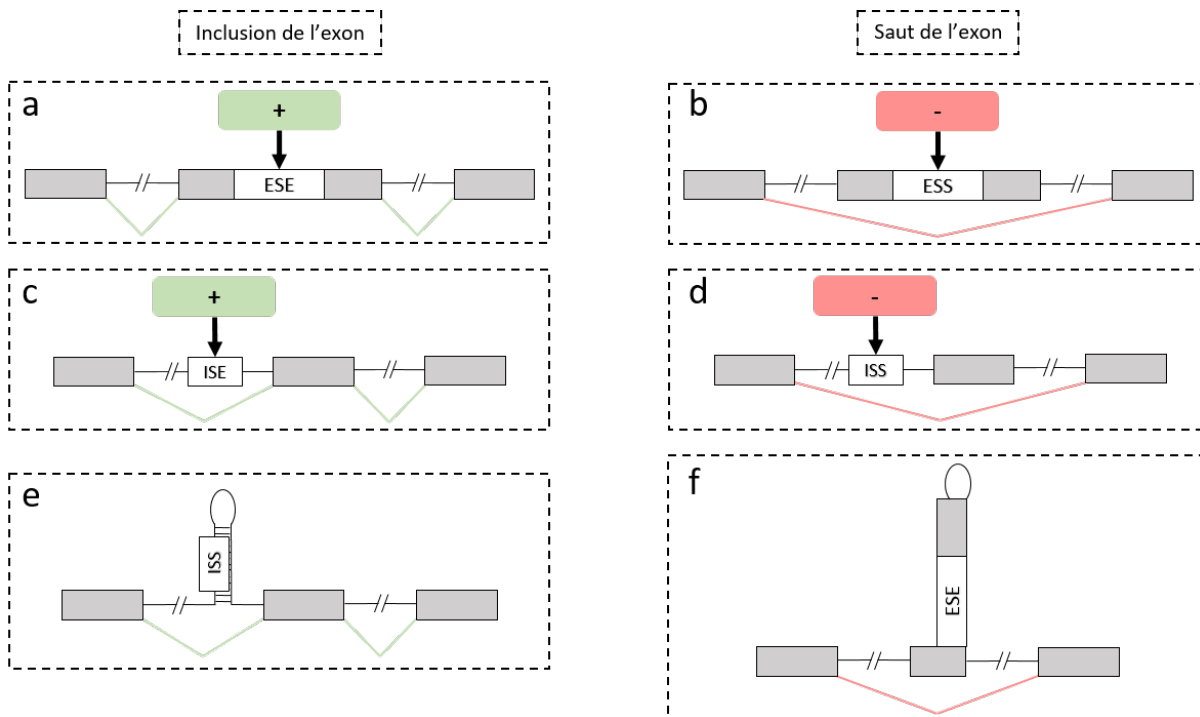 Inclusion de l'exon
Saut de l'exon
a
+
ESE
b
-
ESS
c
+
ISE
d
-
ISS
e
ISS
f
ESE